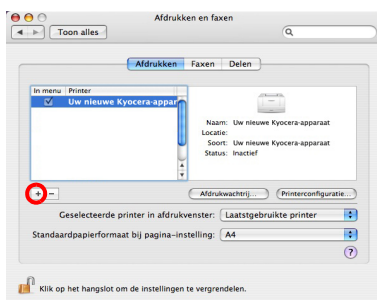 Afdrukken en faxen
Toon alles
Afdrukken Faxen Delen
In menu Printer
Uw nieuwe Kyocera-appar
Naam: Uw nieuwe Kyocera-apparaat
Locatie:
Soort: Uw nieuwe Kyocera-apparaat
Status: Inactief
+ −
Afdrukwachtrij... Printerconfiguratie...
Geselecteerde printer in afdrukvenster: Laatstgebruikte printer
Standaardpapierformaat bij pagina-instelling: A4
?
Klik op het hangslot om de instellingen te vergrendelen.